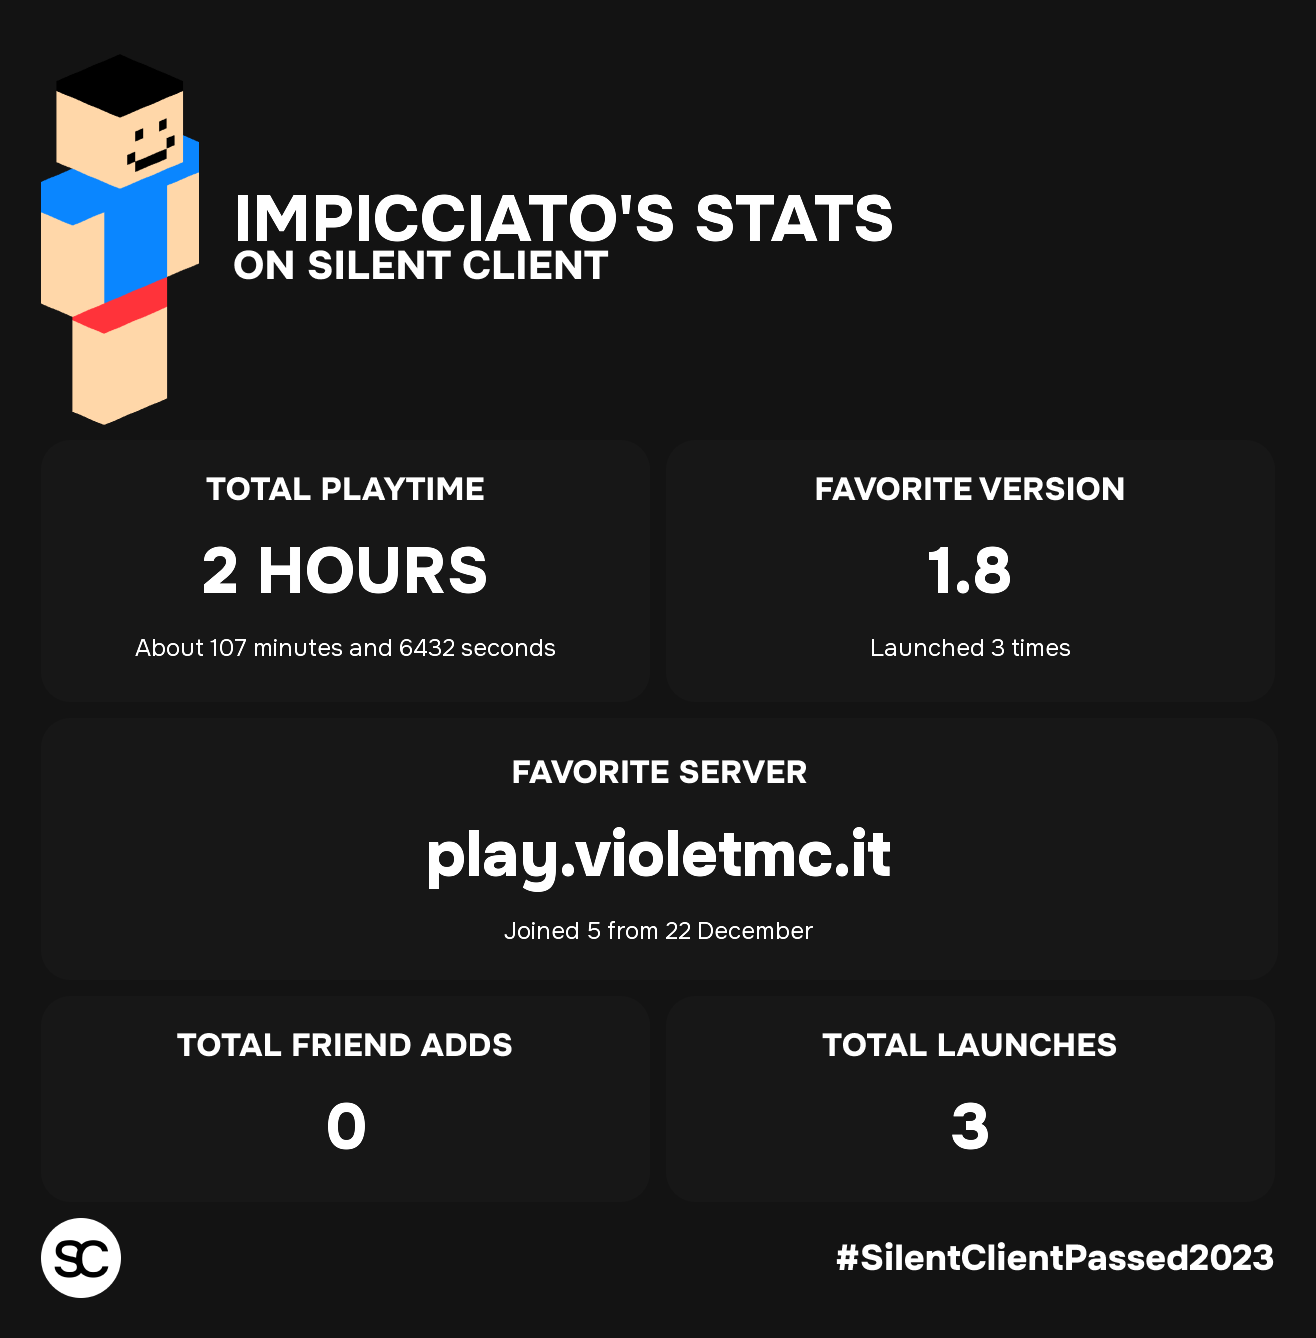 IMPICCIATO'S STATS
ON SILENT CLIENT
TOTAL PLAYTIME
2 HOURS
About 107 minutes and 6432 seconds
FAVORITE VERSION
1.8
Launched 3 times
FAVORITE SERVER
play.violetmc.it
Joined 5 from 22 December
TOTAL FRIEND ADDS
0
TOTAL LAUNCHES
3
SC
#SilentClientPassed2023